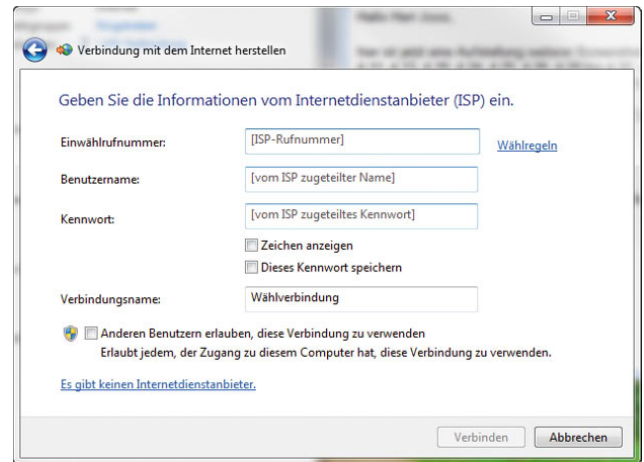 Verbindung mit dem Internet herstellen
Geben Sie die Informationen vom Internetdienstanbieter (ISP) ein.
Einwählrufnummer:
[ISP-Rufnummer]
Wählregeln
Benutzername:
[vom ISP zugeteilter Name]
Kennwort:
[vom ISP zugeteiltes Kennwort]
Zeichen anzeigen
Dieses Kennwort speichern
Verbindungsname:
Wählverbindung
Anderen Benutzern erlauben, diese Verbindung zu verwenden
Erlaubt jedem, der Zugang zu diesem Computer hat, diese Verbindung zu verwenden.
Es gibt keinen Internetdienstanbieter.
Verbinden
Abbrechen